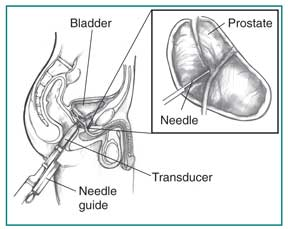 Bladder
Prostate
Needle
Transducer
Needle
guide